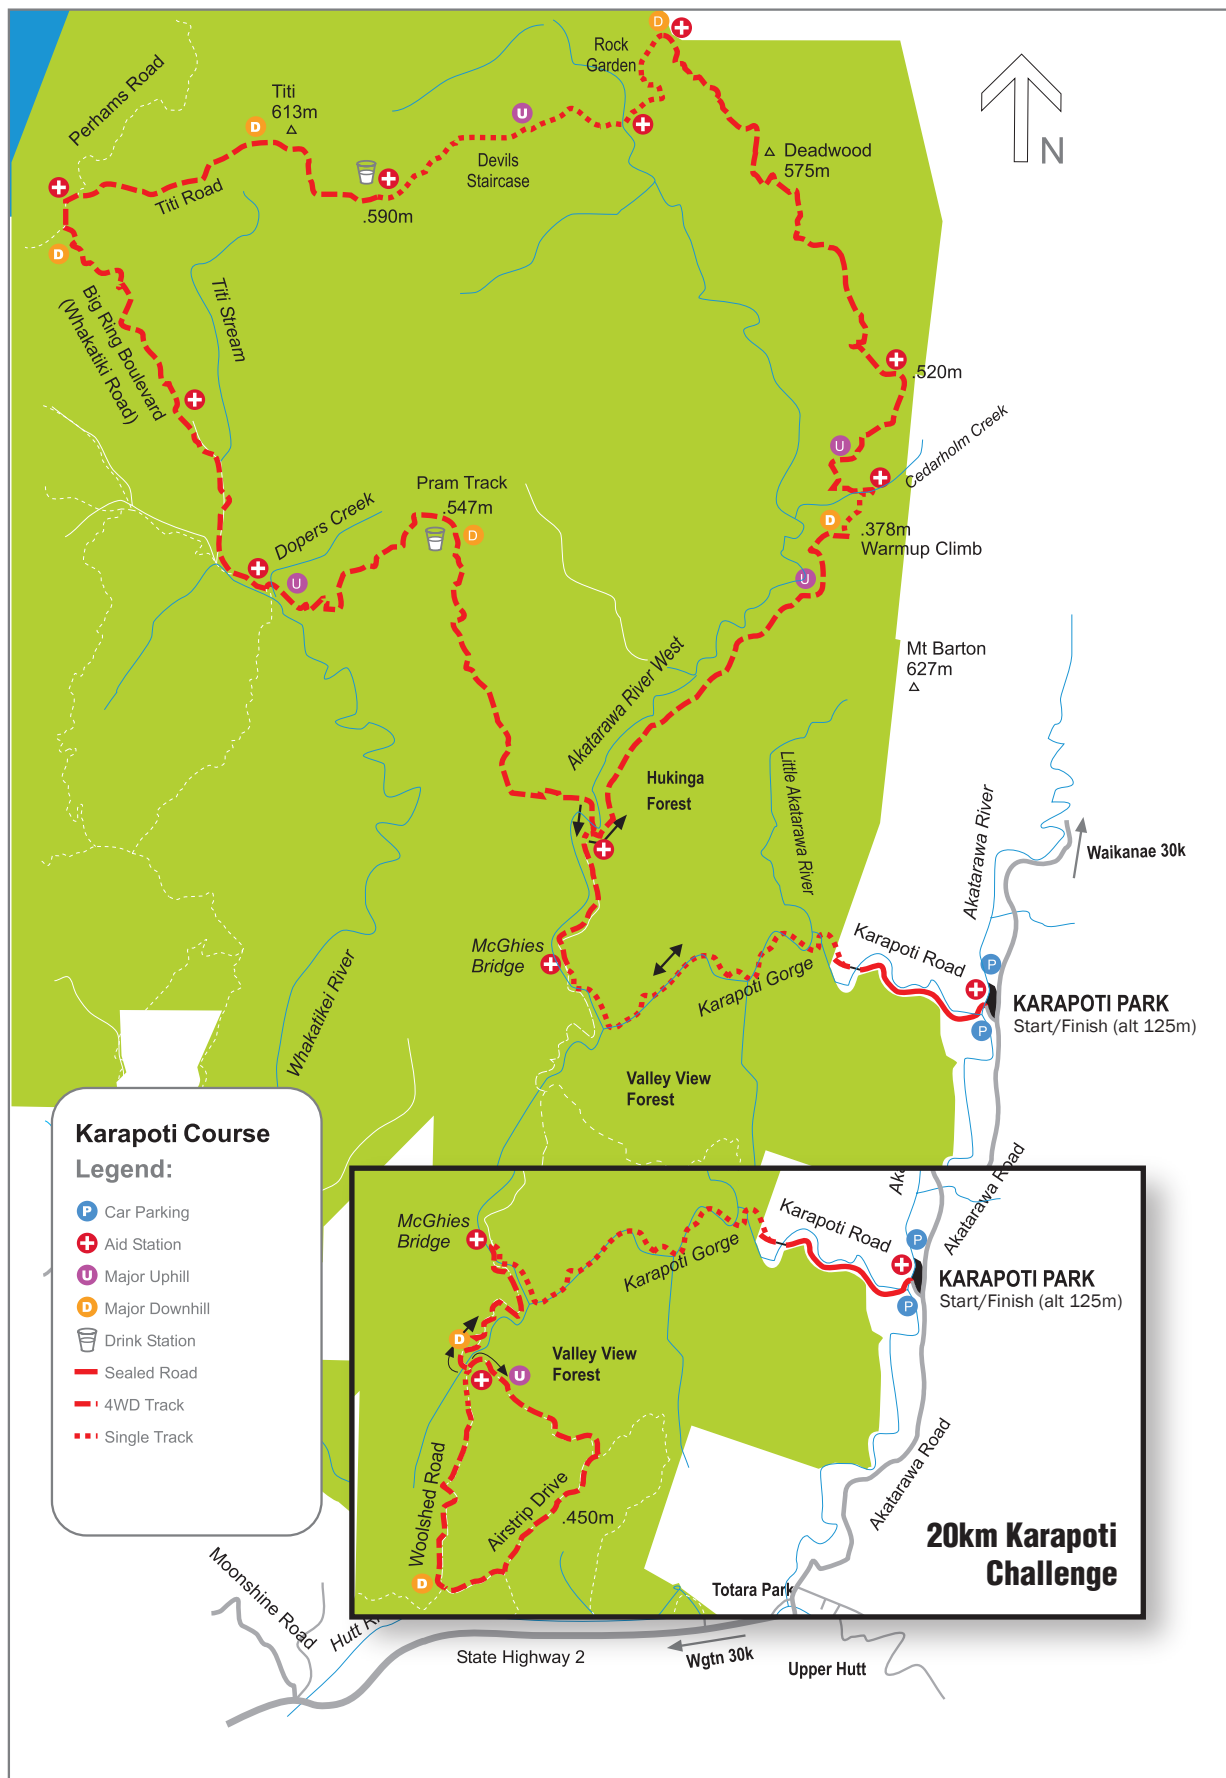 Rock
Garden
D
Perhams Road
Titi
613m
D
U
N
Devils
Staircase
Deadwood
575m
Titi Road
.590m
D
Big Ring Boulevard
(Whakatiki Road)
Titi Stream
.520m
U
Cedarholm Creek
Pram Track
.547m
D
Dopers Creek
U
D
.378m
Warmup Climb
U
Mt Barton
627m
Akatarawa River West
Hukinga
Forest
Little Akatarawa River
Akatarawa River
Waikanae 30k
McGhies
Bridge
Karapoti Road
Karapoti Gorge
P
KARAPOTI PARK
Start/Finish (alt 125m)
P
Whakatikei River
Valley View
Forest
Akatarawa Road
Karapoti Course
Legend:
P Car Parking
Aid Station
U Major Uphill
D Major Downhill
Drink Station
Sealed Road
4WD Track
Single Track
McGhies
Bridge
Karapoti Road
Karapoti Gorge
Ak
P
KARAPOTI PARK
Start/Finish (alt 125m)
P
D
Valley View
Forest
U
Woolshed Road
Airstrip Drive
.450m
D
Akatarawa Road
20km Karapoti
Challenge
Totara Park
Moonshine Road
Hutt Ri
State Highway 2
Wgtn 30k
Upper Hutt